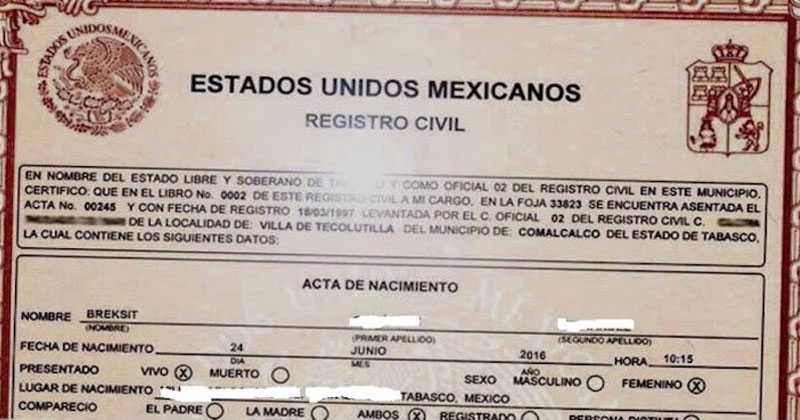 ESTADOS UNIDOS MEXICANOS
ESTADOS UNIDOS MEXICANOS
REGISTRO CIVIL
EN NOMBRE DEL ESTADO LIBRE Y SOBERANO DE Y COMO OFICIAL 02 DEL REGISTRO CIVIL EN ESTE MUNICIPIO,
CERTIFICO: QUE EN EL LIBRO No. 0002 DE ESTE REGISTRO CIVIL A MI CARGO, EN LA FOJA 33823 SE ENCUENTRA ASENTADA EL
ACTA No. 00245 Y CON FECHA DE REGISTRO 18/03/1997 LEVANTADA POR EL C. OFICIAL 02 DEL REGISTRO CIVIL C.
DE LA LOCALIDAD DE: VILLA DE TECOLUTILLA DEL MUNICIPIO DE: COMALCALCO DEL ESTADO DE TABASCO,
LA CUAL CONTIENE LOS SIGUIENTES DATOS:
ACTA DE NACIMIENTO
NOMBRE BREKSIT
(NOMBRE) (PRIMER APELLIDO) (SEGUNDO APELLIDO)
FECHA DE NACIMIENTO 24 JUNIO 2016 HORA 10:15
DIA MES AÑO
PRESENTADO VIVO X MUERTO SEXO MASCULINO FEMENINO X
LUGAR DE NACIMIENTO TABASCO, MEXICO
COMPARECIO EL PADRE LA MADRE AMBOS X REGISTRADO PERSONA DISTINTA